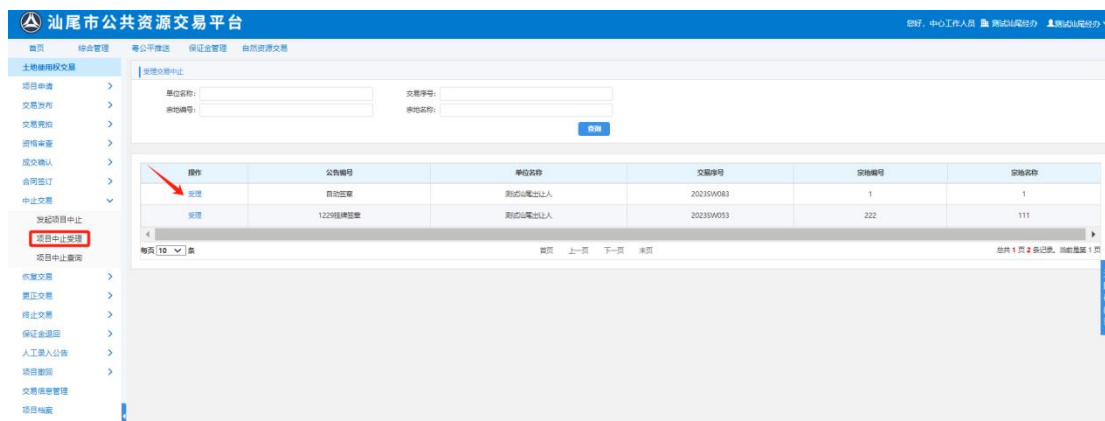 汕尾市公共资源交易平台
您好，中心工作人员 测试汕尾经办 测试汕尾经办
首页 综合管理 粤公平推送 保证金管理 自然资源交易
土地使用权交易
项目申请
交易发布
交易竞拍
资格审查
成交确认
合同签订
中止交易
发起项目中止
项目中止受理
项目中止查询
恢复交易
更正交易
终止交易
保证金退回
人工录入公告
项目撤回
交易信息管理
项目档案
受理交易中止
单位名称： 交易序号：
宗地编号： 宗地名称：
查询
操作 公告编号 单位名称 交易序号 宗地编号 宗地名称
受理 自动签章 测试汕尾出让人 2023SW083 1 1
受理 1229挂牌签章 测试汕尾出让人 2023SW053 222 111
每页 10 条 首页 上一页 下一页 末页 总共 1 页 2 条记录。当前是第 1 页